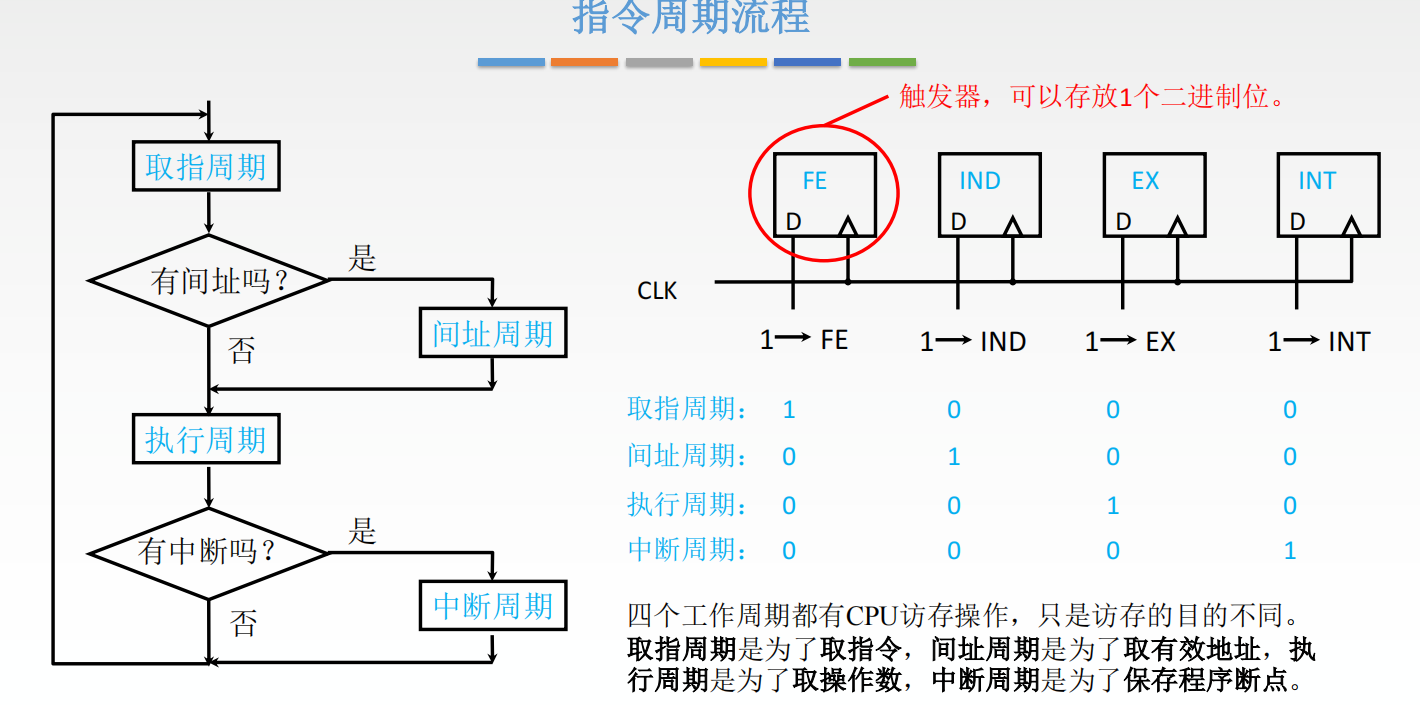 指令周期流程
触发器，可以存放1个二进制位。
取指周期
有间址吗？
是
间址周期
否
执行周期
有中断吗？
是
中断周期
否
FE
IND
EX
INT
D
D
D
D
CLK
1→ FE
1→ IND
1→ EX
1→ INT
取指周期： 1 0 0 0
间址周期： 0 1 0 0
执行周期： 0 0 1 0
中断周期： 0 0 0 1
四个工作周期都有CPU访存操作，只是访存的目的不同。
取指周期是为了取指令，间址周期是为了取有效地址，执
行周期是为了取操作数，中断周期是为了保存程序断点。